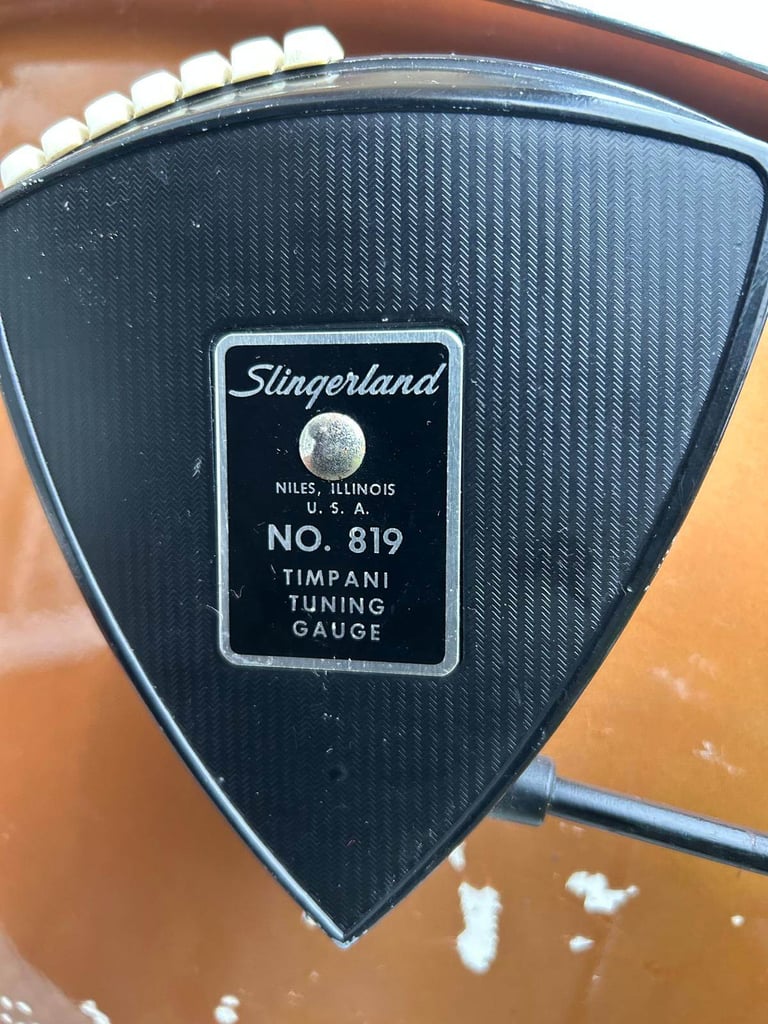 Slingerland
NILES, ILLINOIS
U. S. A.
NO. 819
TIMPANI
TUNING
GAUGE